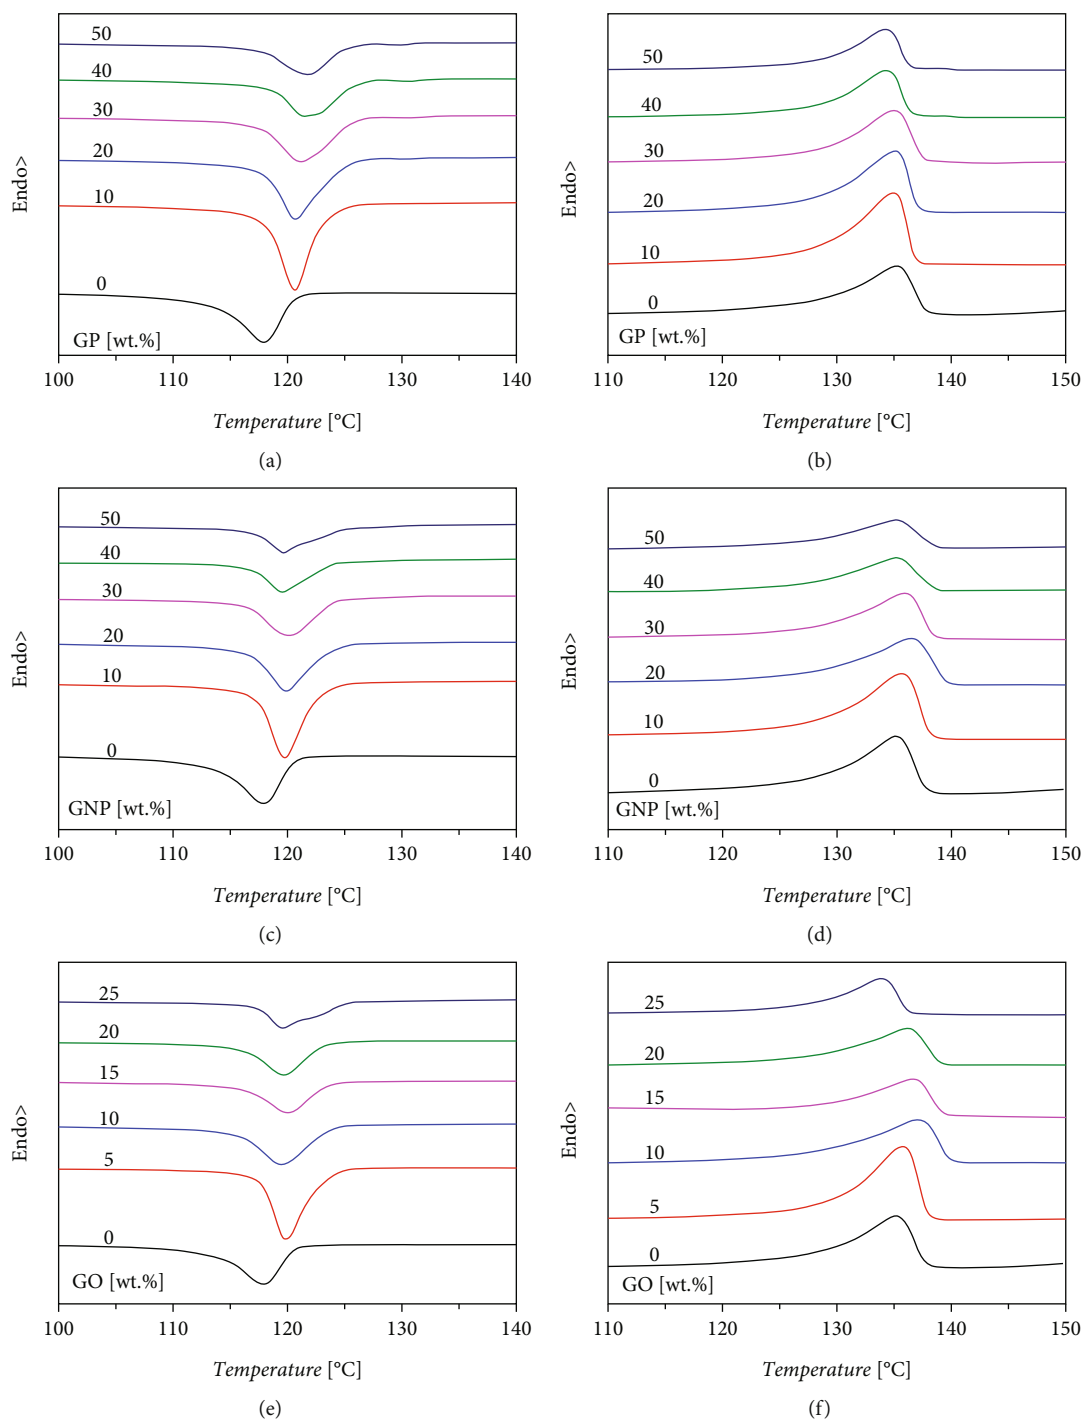 50
40
30
20
10
0
GP [wt.%]
Endo>
100 110 120 130 140
Temperature [°C]
(a)
50
40
30
20
10
0
GP [wt.%]
Endo>
110 120 130 140 150
Temperature [°C]
(b)
50
40
30
20
10
0
GNP [wt.%]
Endo>
100 110 120 130 140
Temperature [°C]
(c)
50
40
30
20
10
0
GNP [wt.%]
Endo>
110 120 130 140 150
Temperature [°C]
(d)
25
20
15
10
5
0
GO [wt.%]
Endo>
100 110 120 130 140
Temperature [°C]
(e)
25
20
15
10
5
0
GO [wt.%]
Endo>
110 120 130 140 150
Temperature [°C]
(f)